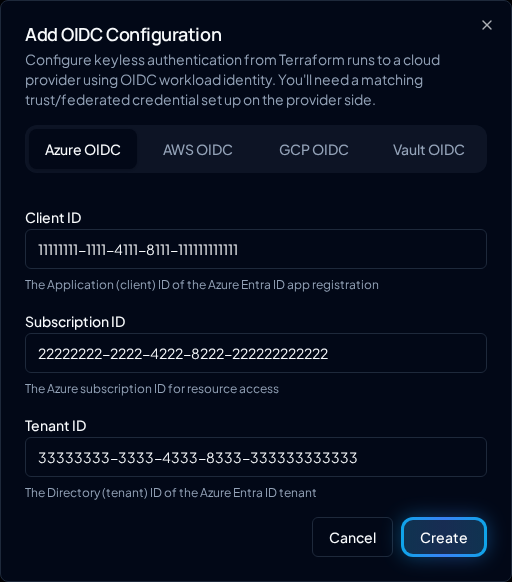 Add OIDC Configuration
Configure keyless authentication from Terraform runs to a cloud
provider using OIDC workload identity. You'll need a matching
trust/federated credential set up on the provider side.
Azure OIDC AWS OIDC GCP OIDC Vault OIDC
Client ID
11111111-1111-4111-8111-111111111111
The Application (client) ID of the Azure Entra ID app registration
Subscription ID
22222222-2222-4222-8222-222222222222
The Azure subscription ID for resource access
Tenant ID
33333333-3333-4333-8333-333333333333
The Directory (tenant) ID of the Azure Entra ID tenant
Cancel Create